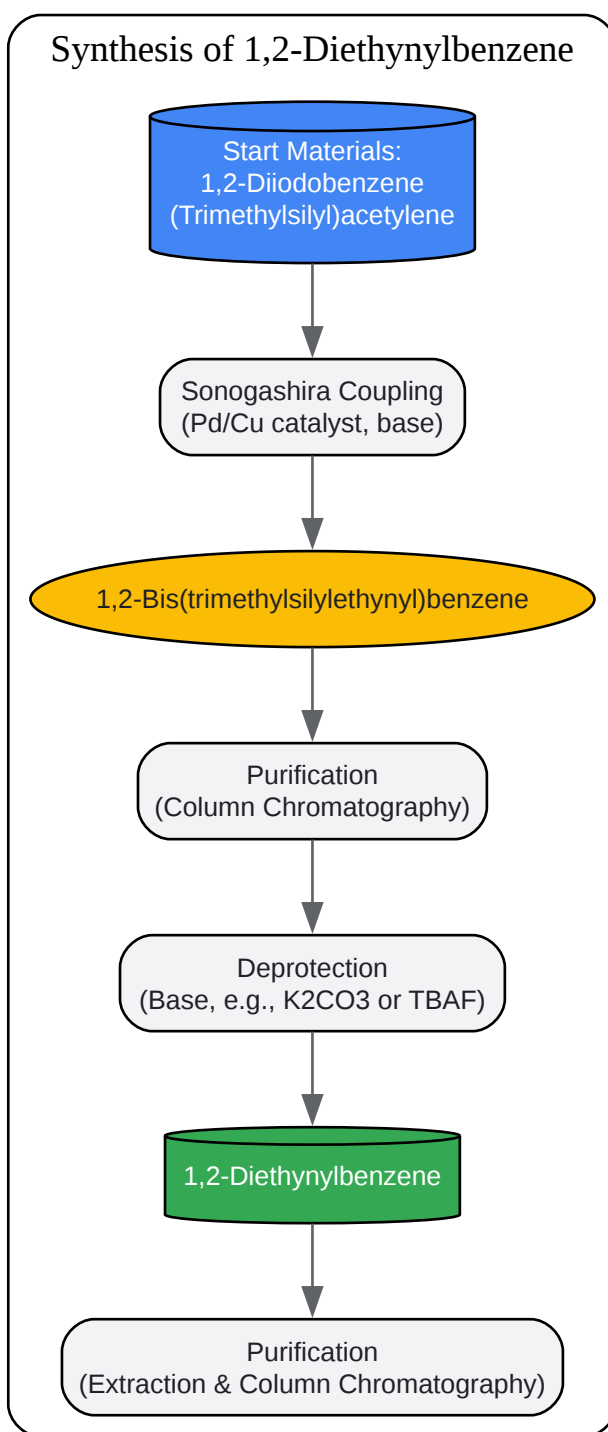 Synthesis of 1,2-Diethynylbenzene
Start Materials:
1,2-Diiodobenzene
(Trimethylsilyl)acetylene
Sonogashira Coupling
(Pd/Cu catalyst, base)
1,2-Bis(trimethylsilylethynyl)benzene
Purification
(Column Chromatography)
Deprotection
(Base, e.g., K2CO3 or TBAF)
1,2-Diethynylbenzene
Purification
(Extraction & Column Chromatography)